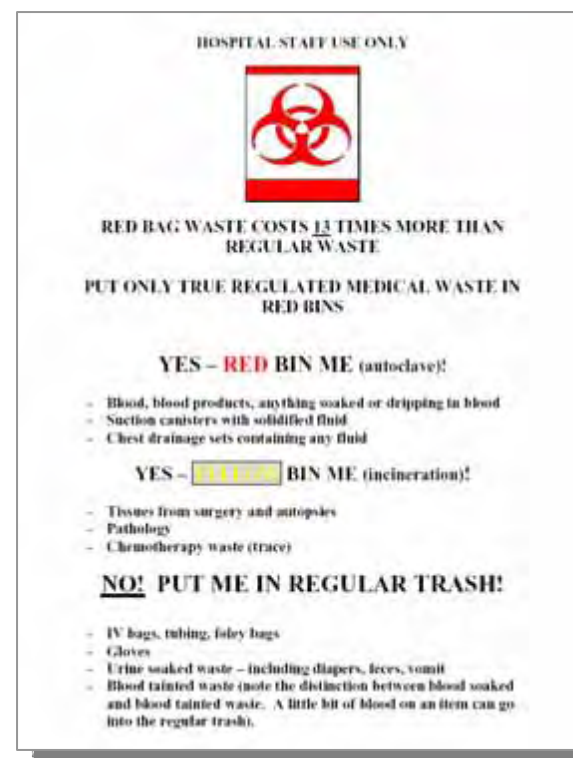 HOSPITAL STAFF USE ONLY
RED BAG WASTE COSTS 13 TIMES MORE THAN
REGULAR WASTE
PUT ONLY TRUE REGULATED MEDICAL WASTE IN
RED BINS
YES – RED BIN ME (autoclave)!
- Blood, blood products, anything soaked or dripping in blood
- Suction canisters with solidified fluid
- Chest drainage sets containing any fluid
YES – YELLOW BIN ME (incineration)!
- Tissues from surgery and autopsies
- Pathology
- Chemotherapy waste (trace)
NO! PUT ME IN REGULAR TRASH!
- IV bags, tubing, foley bags
- Gloves
- Urine soaked waste – including diapers, feces, vomit
- Blood tainted waste (note the distinction between blood soaked
and blood tainted waste. A little bit of blood on an item can go
into the regular trash).